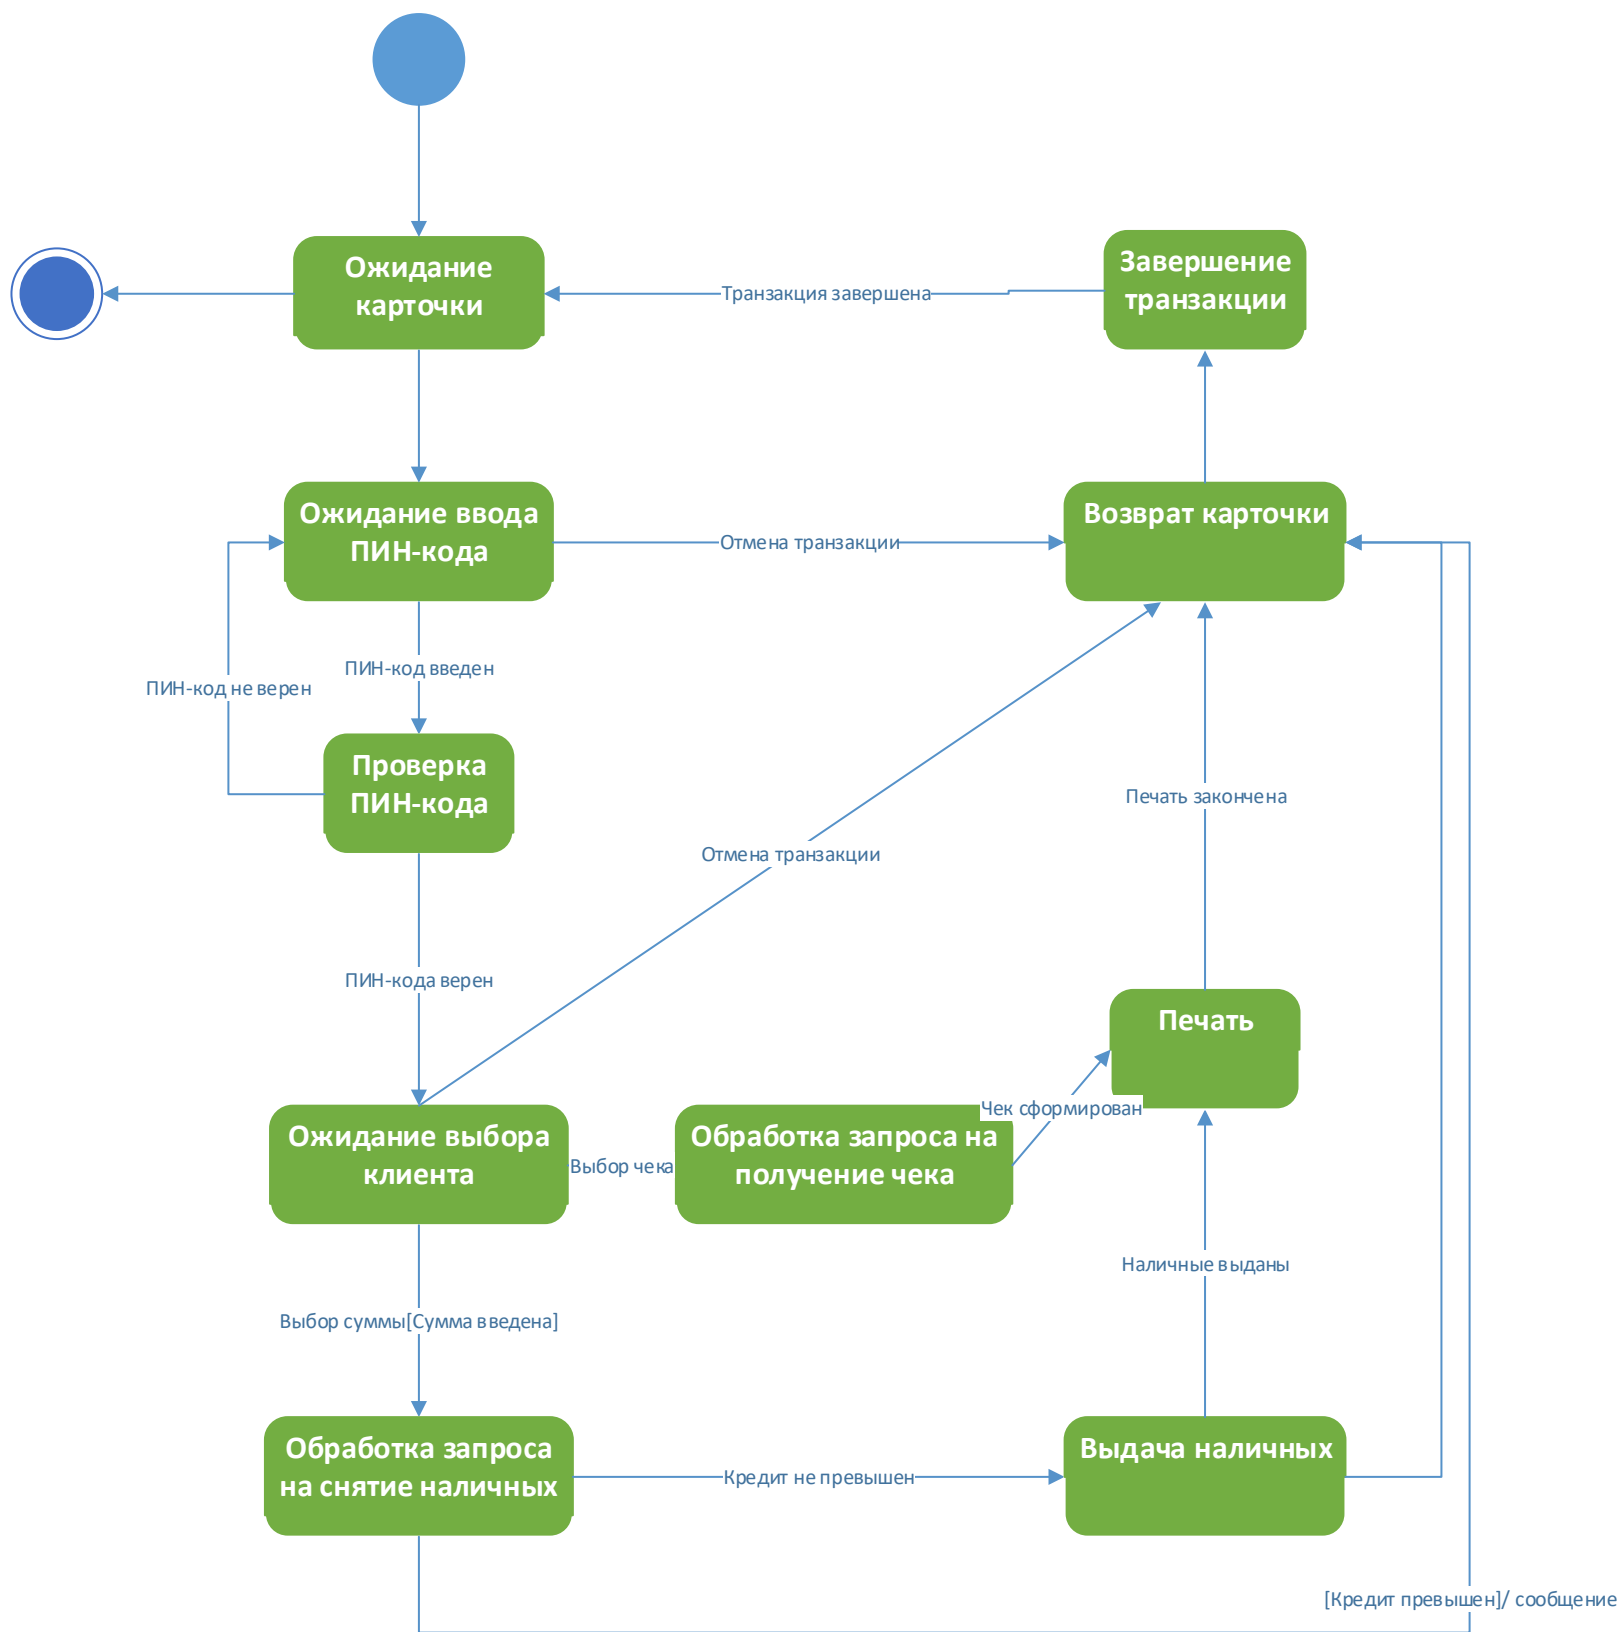 Ожидание
карточки
Транзакция завершена
Завершение
транзакции
Ожидание ввода
ПИН-кода
Отмена транзакции
Возврат карточки
ПИН-код введен
ПИН-код не верен
Проверка
ПИН-кода
Печать закончена
Отмена транзакции
ПИН-кода верен
Печать
Чек сформирован
Ожидание выбора
клиента
Выбор чека
Обработка запроса на
получение чека
Наличные выданы
Выбор суммы[Сумма введена]
Обработка запроса
на снятие наличных
Кредит не превышен
Выдача наличных
[Кредит превышен]/ сообщение